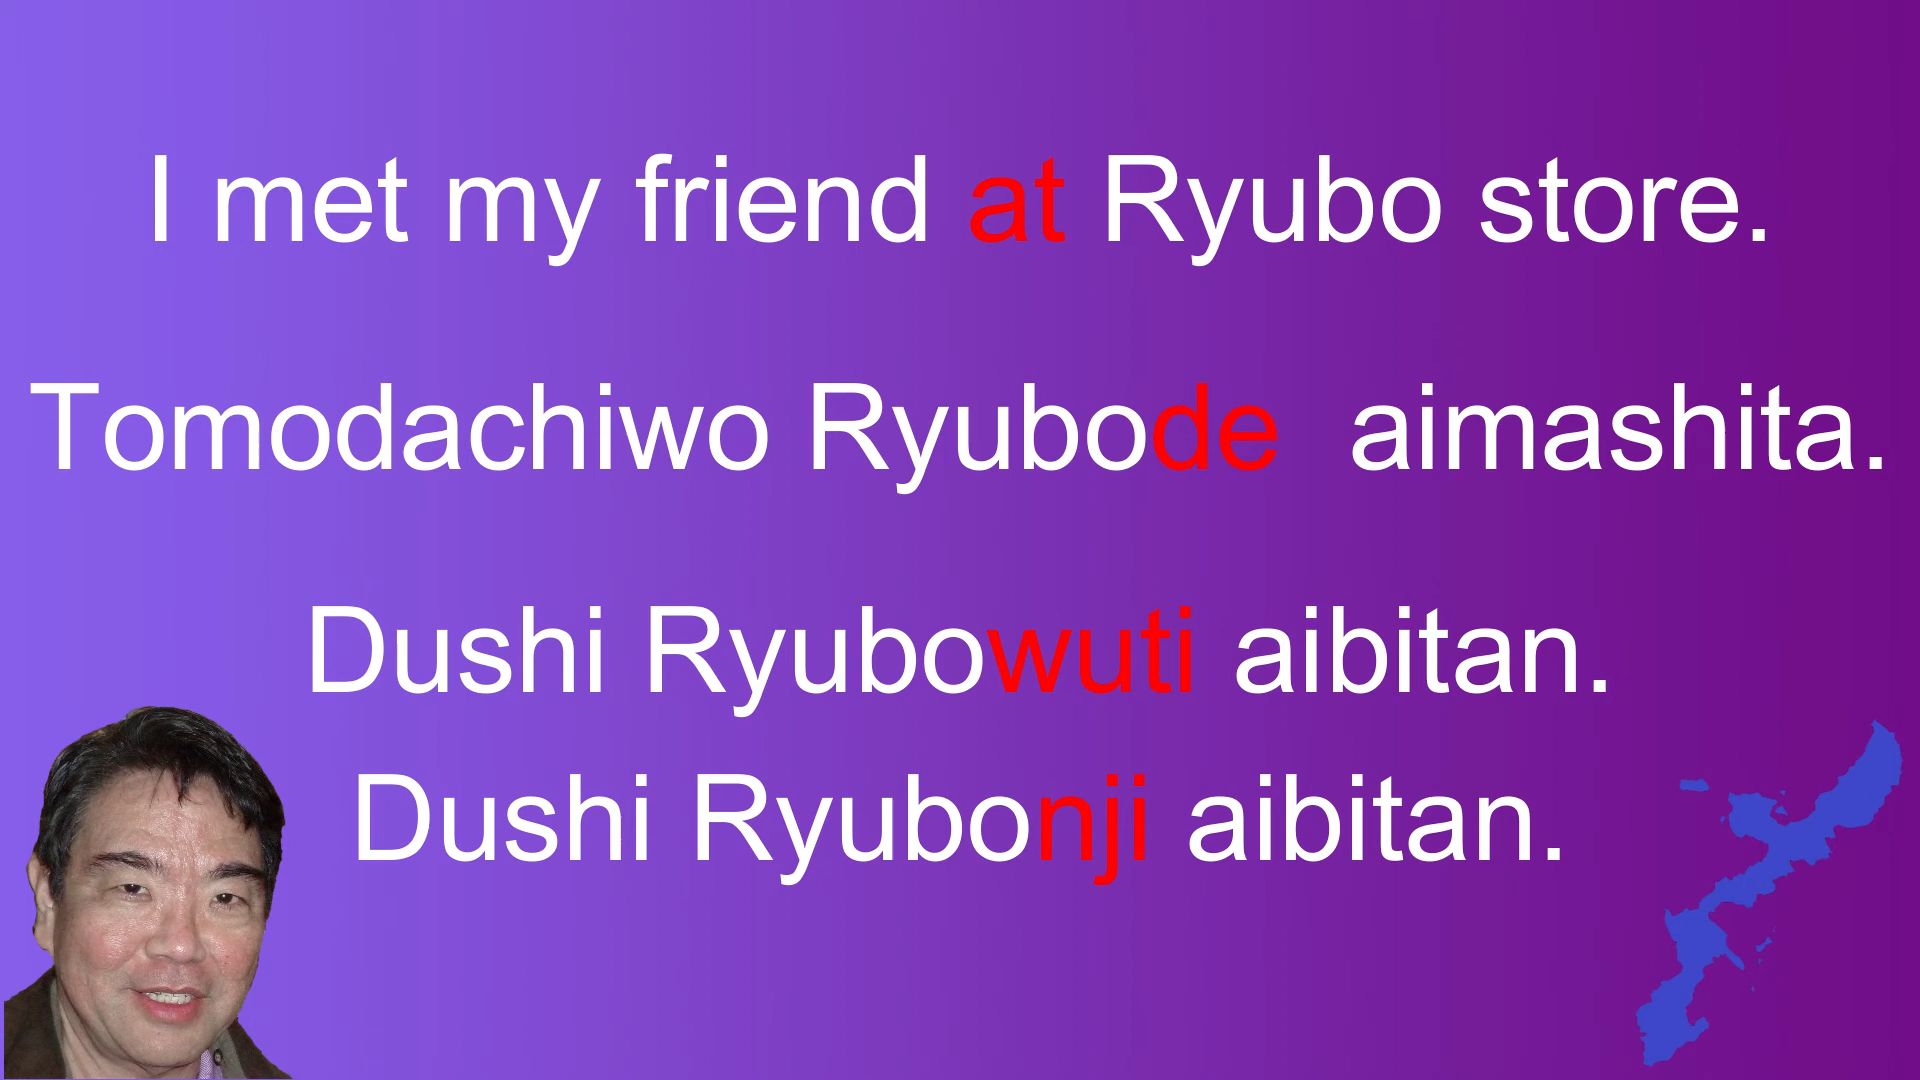 I met my friend at Ryubo store.
Tomodachiwo Ryubode aimashita.
Dushi Ryubowuti aibitan.
Dushi Ryubonji aibitan.